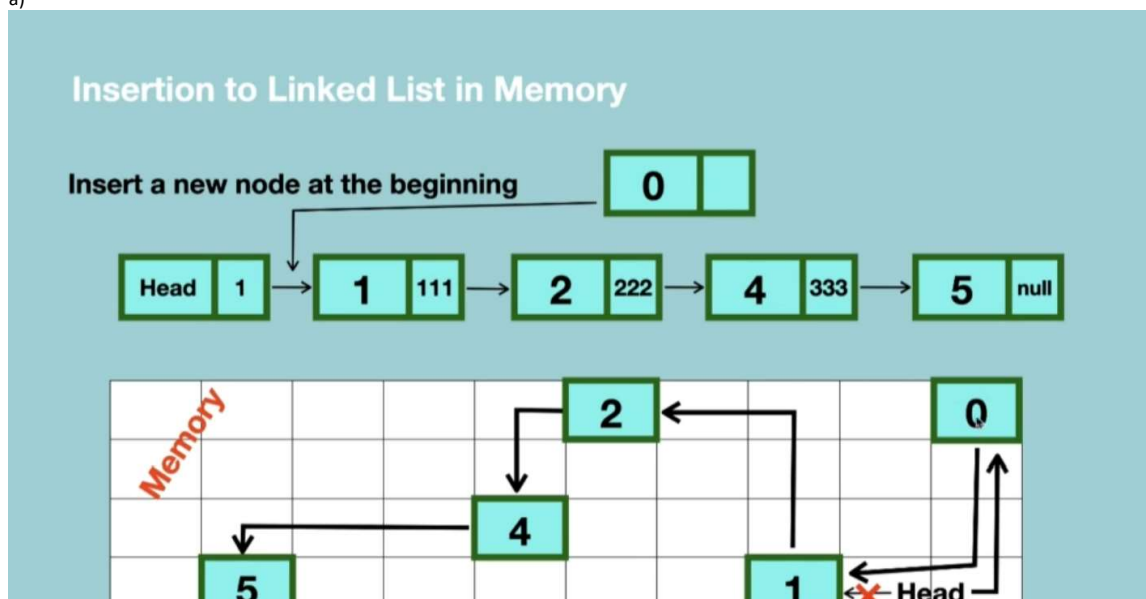 a)
Insertion to Linked List in Memory
Insert a new node at the beginning
0
Head 1 1 111 2 222 4 333 5 null
Memory
2 0
4
5 1 Head